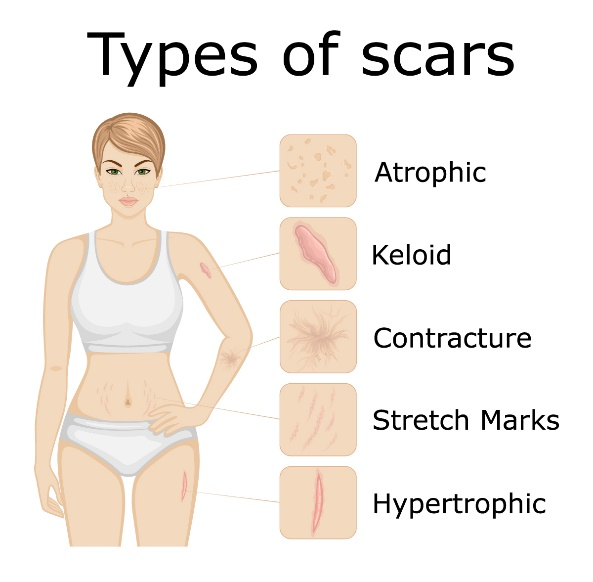 Types of scars
Atrophic
Keloid
Contracture
Stretch Marks
Hypertrophic